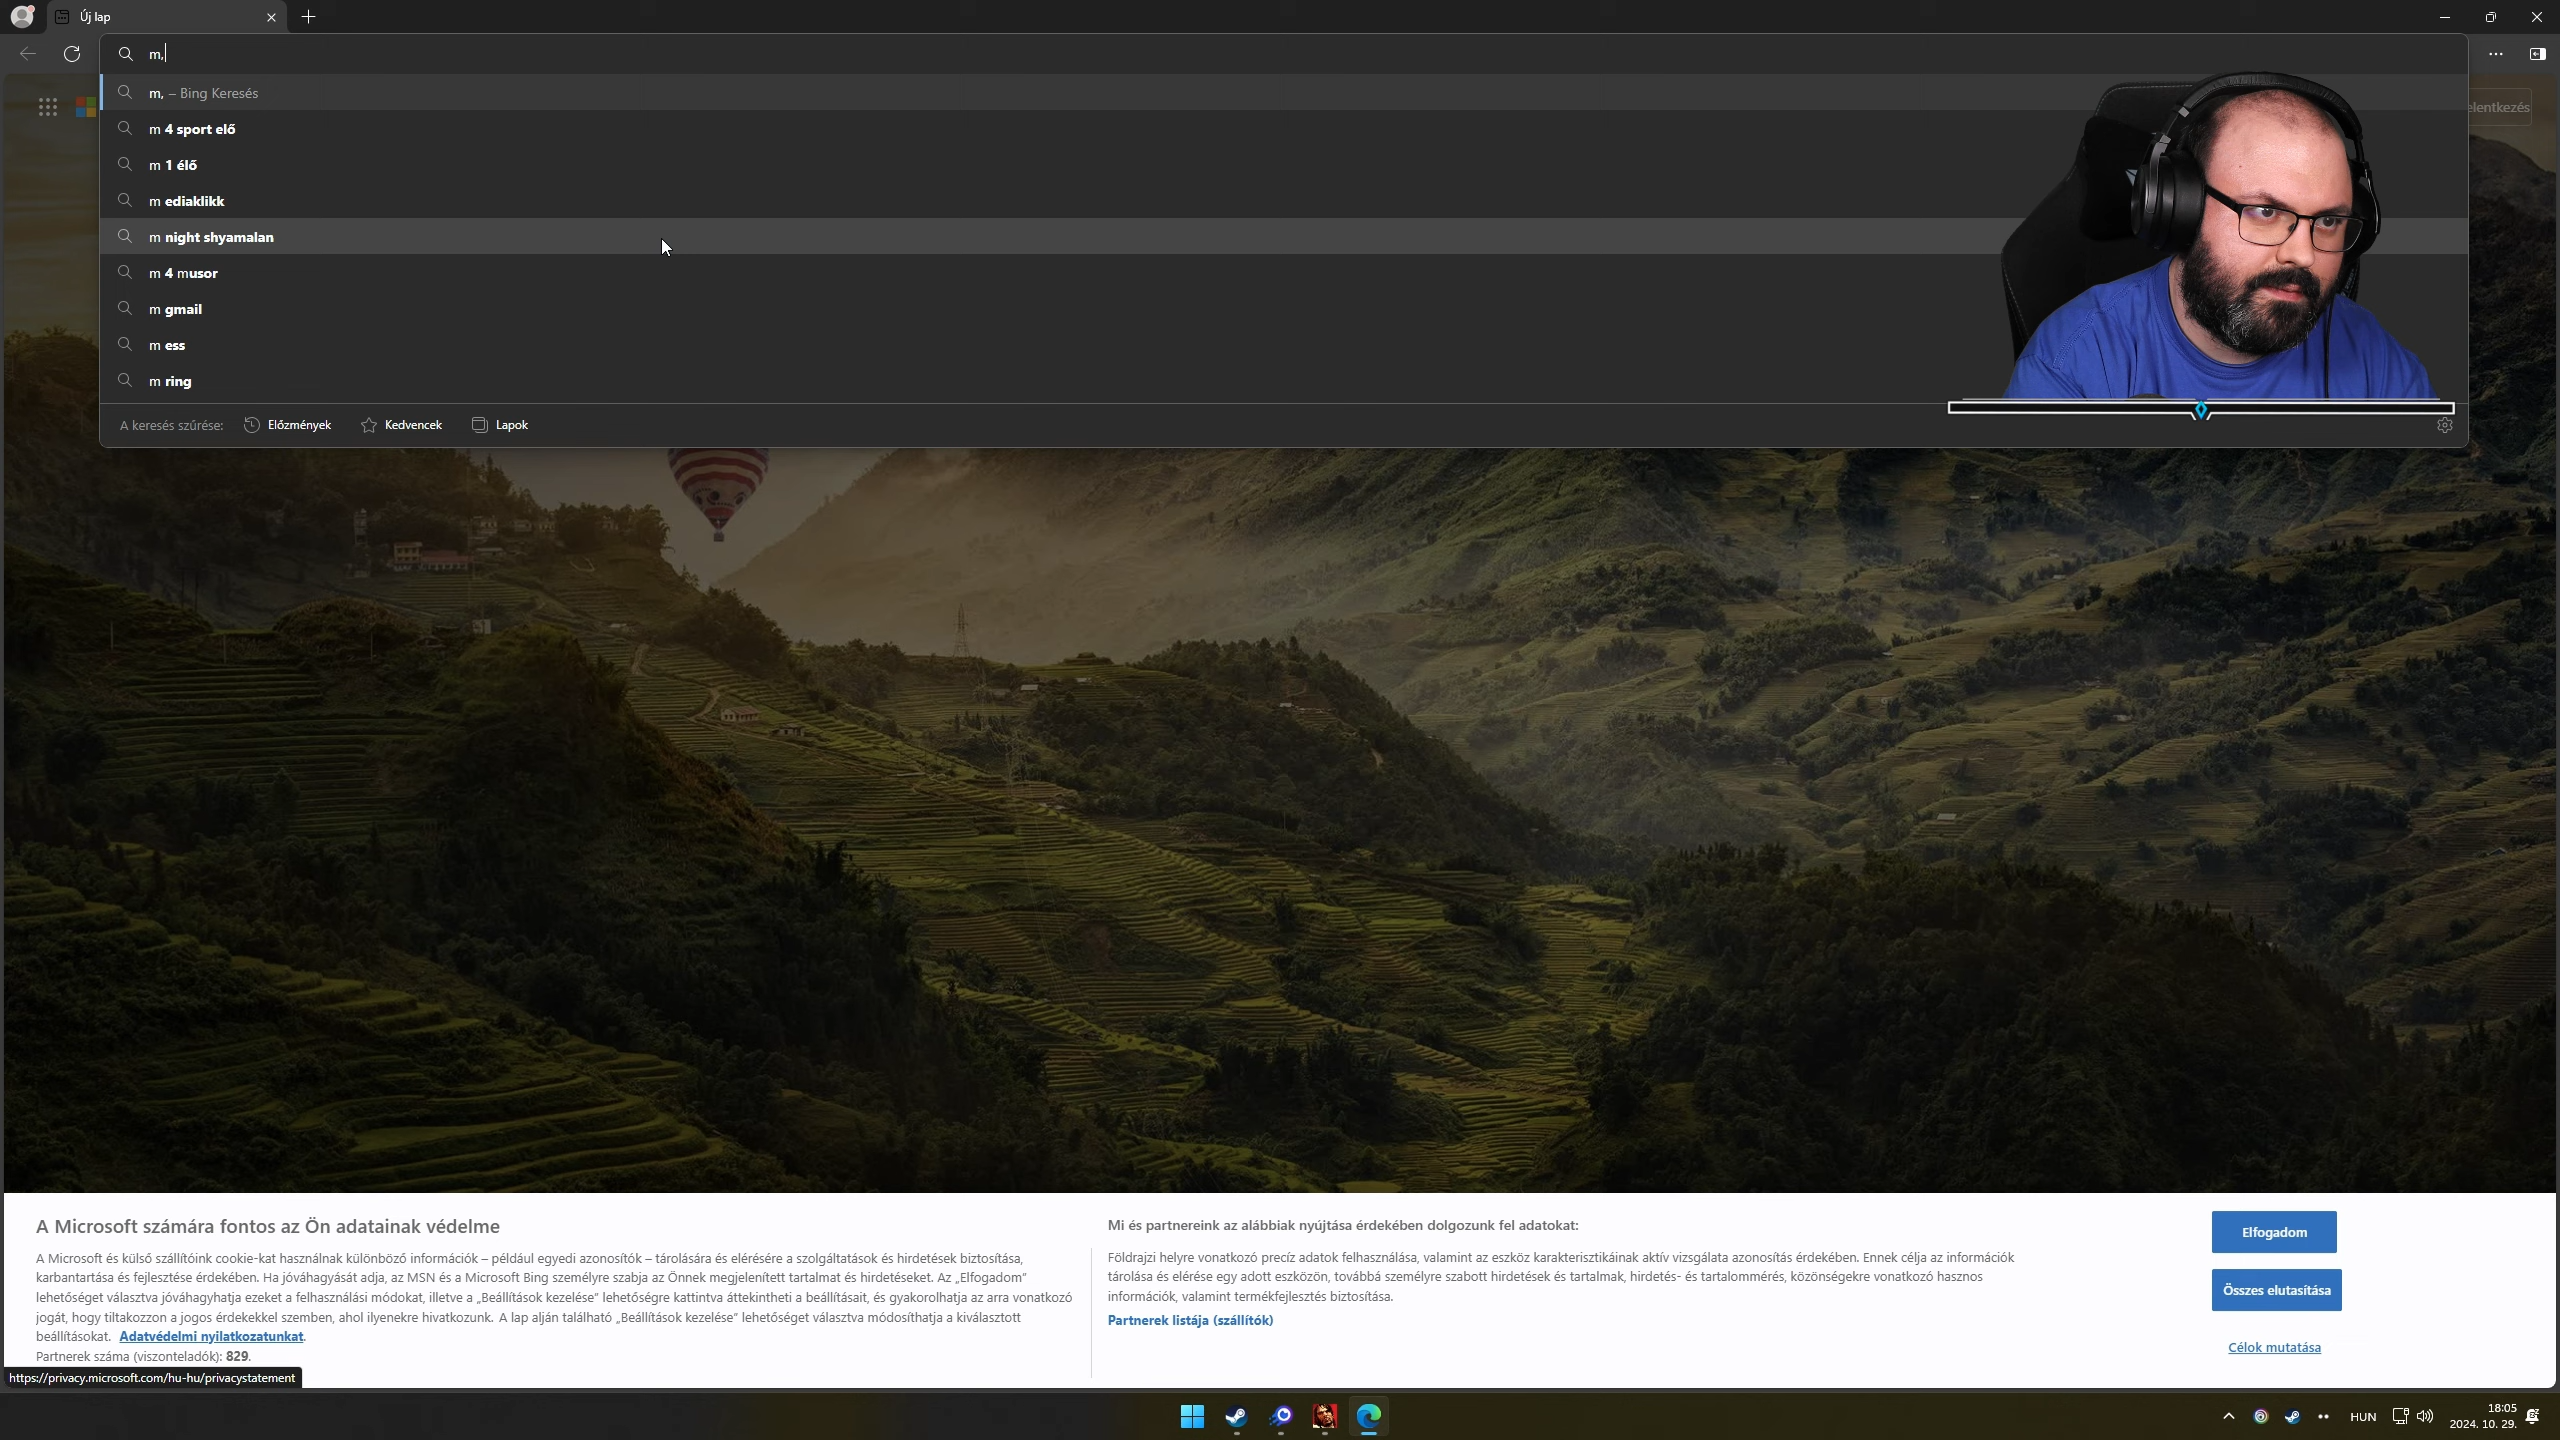 Új lap
m,
m, – Bing Keresés
m 4 sport elő
m 1 élő
m ediaklikk
m night shyamalan
m 4 musor
m gmail
m ess
m ring
A keresés szűrése: Előzmények Kedvencek Lapok
elentkezés
A Microsoft számára fontos az Ön adatainak védelme
A Microsoft és külső szállítóink cookie-kat használnak különböző információk – például egyedi azonosítók – tárolására és elérésére a szolgáltatások és hirdetések biztosítása,
karbantartása és fejlesztése érdekében. Ha jóváhagyását adja, az MSN és a Microsoft Bing személyre szabja az Önnek megjelenített tartalmat és hirdetéseket. Az „Elfogadom”
lehetőséget választva jóváhagyhatja ezeket a felhasználási módokat, illetve a „Beállítások kezelése” lehetőségre kattintva áttekintheti a beállításait, és gyakorolhatja az arra vonatkozó
jogát, hogy tiltakozzon a jogos érdekekkel szemben, ahol ilyenekre hivatkozunk. A lap alján található „Beállítások kezelése” lehetőséget választva módosíthatja a kiválasztott
beállításokat. Adatvédelmi nyilatkozatunkat.
Partnerek száma (viszonteladók): 829.
https://privacy.microsoft.com/hu-hu/privacystatement
Mi és partnereink az alábbiak nyújtása érdekében dolgozunk fel adatokat:
Földrajzi helyre vonatkozó precíz adatok felhasználása, valamint az eszköz karakterisztikáinak aktív vizsgálata azonosítás érdekében. Ennek célja az információk
tárolása és elérése egy adott eszközön, továbbá személyre szabott hirdetések és tartalmak, hirdetés- és tartalommérés, közönségekre vonatkozó hasznos
információk, valamint termékfejlesztés biztosítása.
Partnerek listája (szállítók)
Elfogadom
Összes elutasítása
Célok mutatása
HUN
18:05
2024. 10. 29.